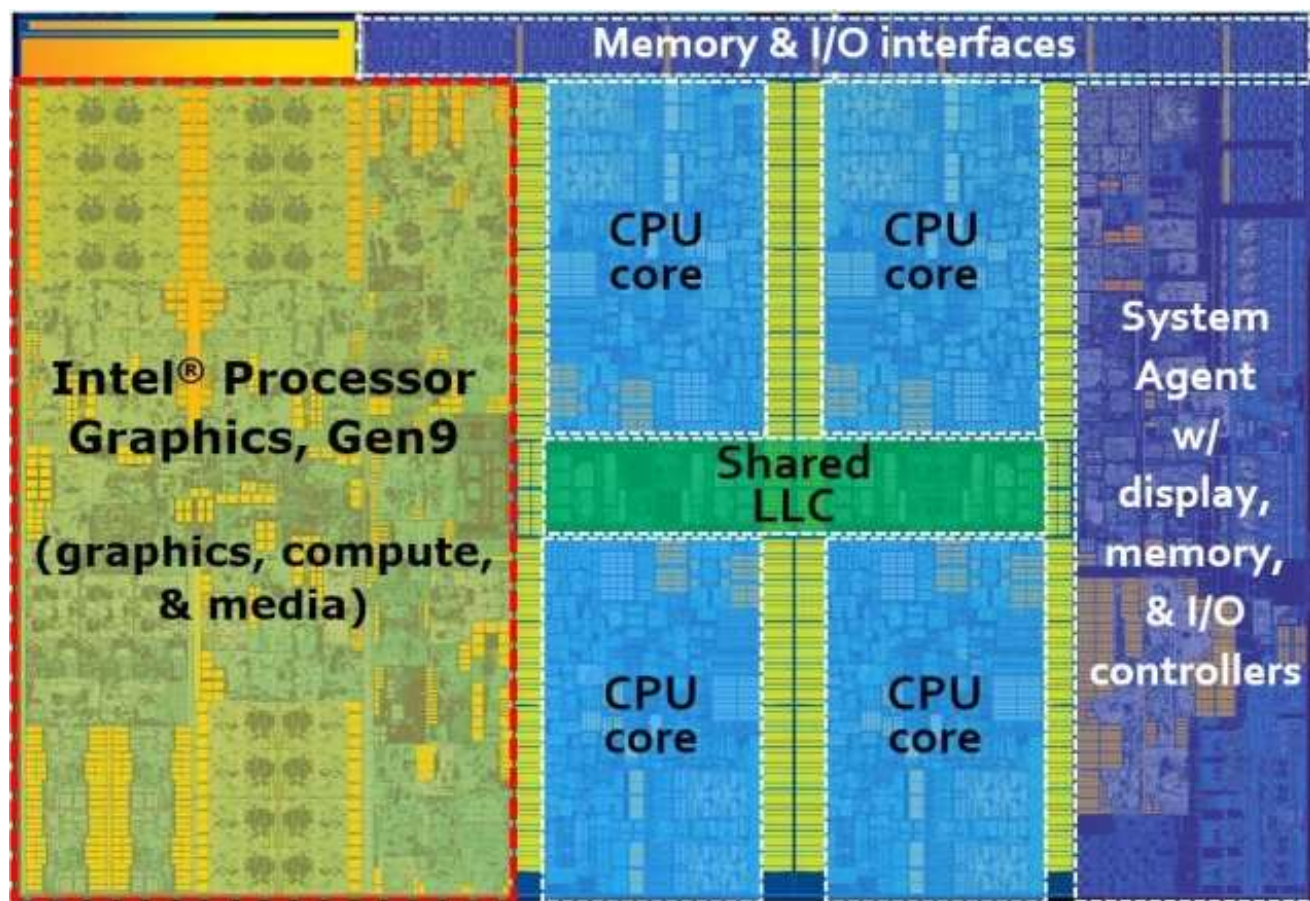 Memory & I/O interfaces
Intel® Processor
Graphics, Gen9
(graphics, compute,
& media)
CPU
core
CPU
core
Shared
LLC
CPU
core
CPU
core
System
Agent
w/
display,
memory,
& I/O
controllers